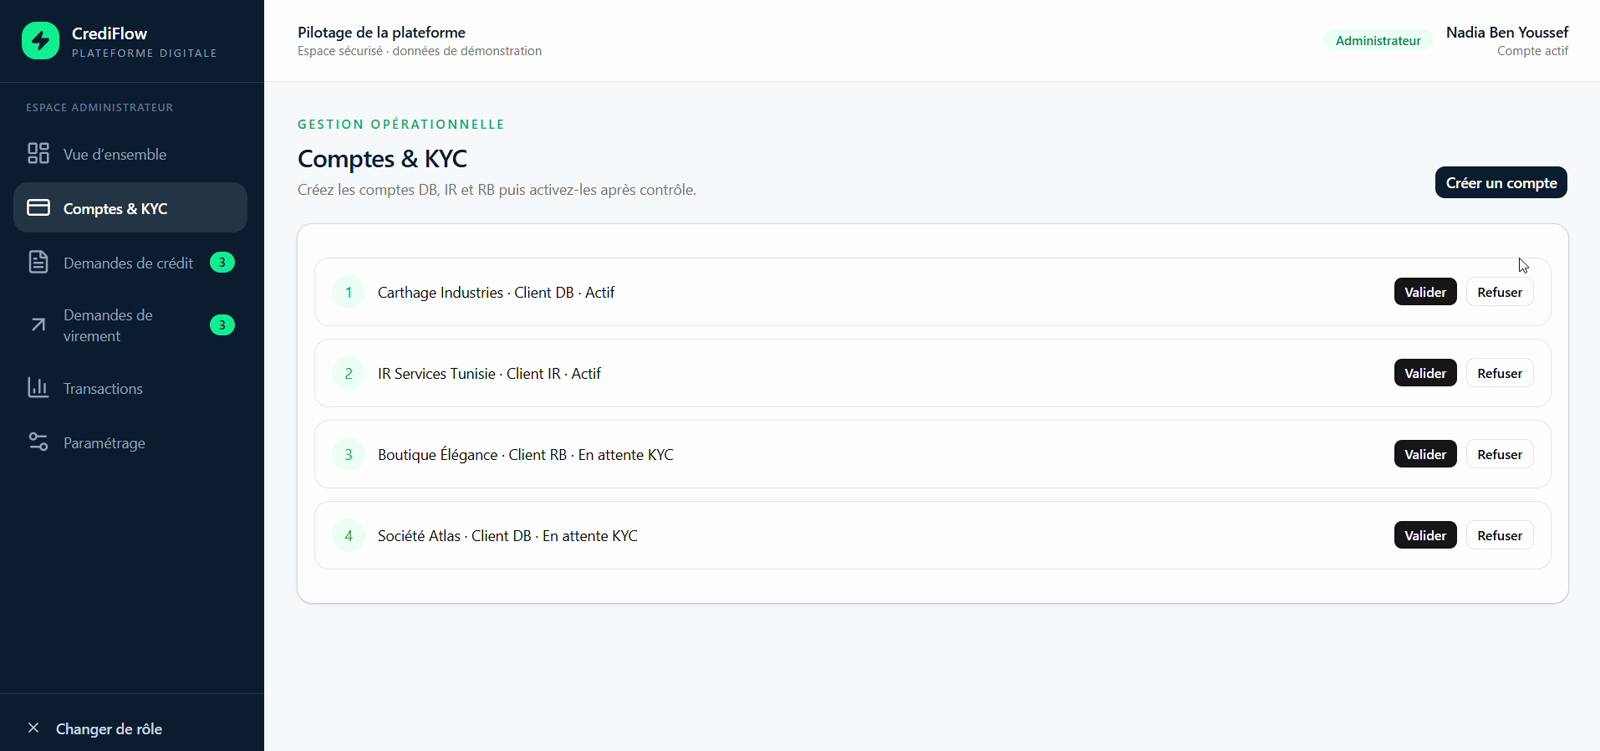 CrediFlow
PLATEFORME DIGITALE
ESPACE ADMINISTRATEUR
Vue d'ensemble
Comptes & KYC
Demandes de crédit 3
Demandes de
virement 3
Transactions
Paramétrage
Changer de rôle
Pilotage de la plateforme
Espace sécurisé · données de démonstration
Administrateur
Nadia Ben Youssef
Compte actif
GESTION OPÉRATIONNELLE
Comptes & KYC
Créez les comptes DB, IR et RB puis activez-les après contrôle.
Créer un compte
1 Carthage Industries · Client DB · Actif Valider Refuser
2 IR Services Tunisie · Client IR · Actif Valider Refuser
3 Boutique Élégance · Client RB · En attente KYC Valider Refuser
4 Société Atlas · Client DB · En attente KYC Valider Refuser